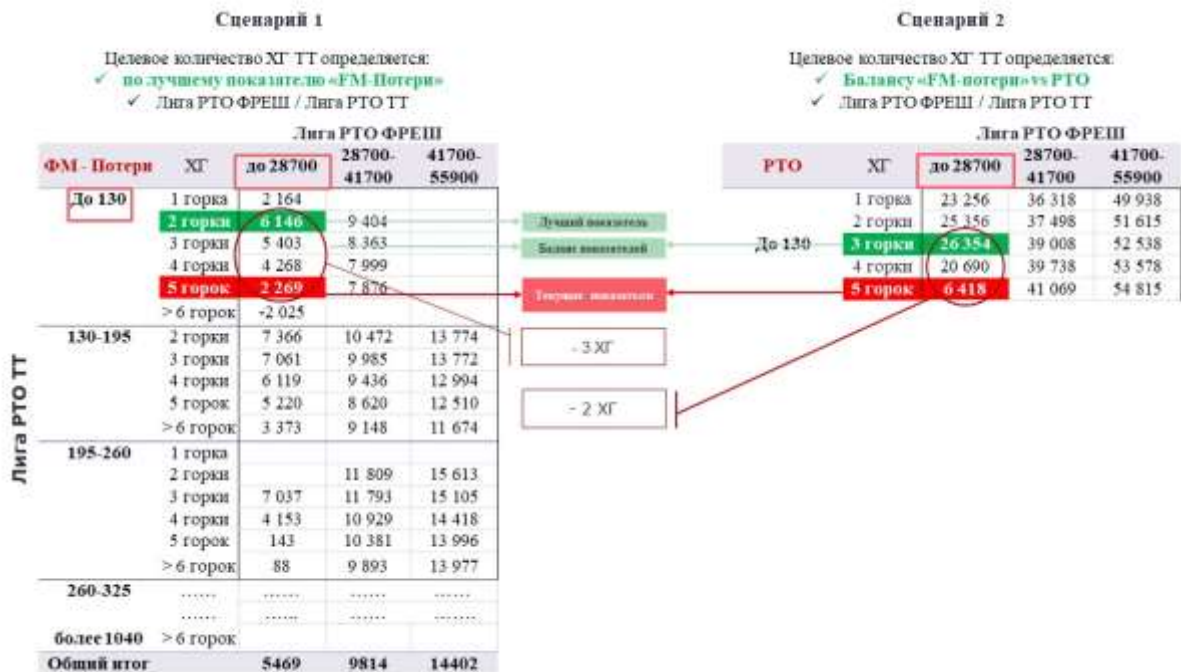 Сценарий 1
Целевое количество ХГ ТТ определяется:
✓ по лучшему показателю «FM-Потери»
✓ Лига РТО ФРЕШ / Лига РТО ТТ
Лига РТО ФРЕШ
ФМ - Потери ХГ до 28700 28700-41700 41700-55900
До 130 1 горка 2 164
2 горки 6 146 9 404
3 горки 5 403 8 363
4 горки 4 268 7 999
5 горок 2 269 7 876
> 6 горок -2 025
130-195 2 горки 7 366 10 472 13 774
3 горки 7 061 9 985 13 772
4 горки 6 119 9 436 12 994
5 горок 5 220 8 620 12 510
> 6 горок 3 373 9 148 11 674
195-260 1 горка
2 горки 11 809 15 613
3 горки 7 037 11 793 15 105
4 горки 4 153 10 929 14 418
5 горок 143 10 381 13 996
> 6 горок 88 9 893 13 977
260-325 ...... ...... ...... ......
...... ...... ...... ......
более 1040 > 6 горок
Общий итог 5469 9814 14402
Лига РТО ТТ
Лучший показатель
Баланс показателей
Текущие показатели
- 3 ХГ
- 2 ХГ
Сценарий 2
Целевое количество ХГ ТТ определяется:
✓ Балансу «FM-потери» vs РТО
✓ Лига РТО ФРЕШ / Лига РТО ТТ
Лига РТО ФРЕШ
РТО ХГ до 28700 28700-41700 41700-55900
1 горка 23 256 36 318 49 938
2 горки 25 356 37 498 51 615
До 130 3 горки 26 354 39 008 52 538
4 горки 20 690 39 738 53 578
5 горок 6 418 41 069 54 815